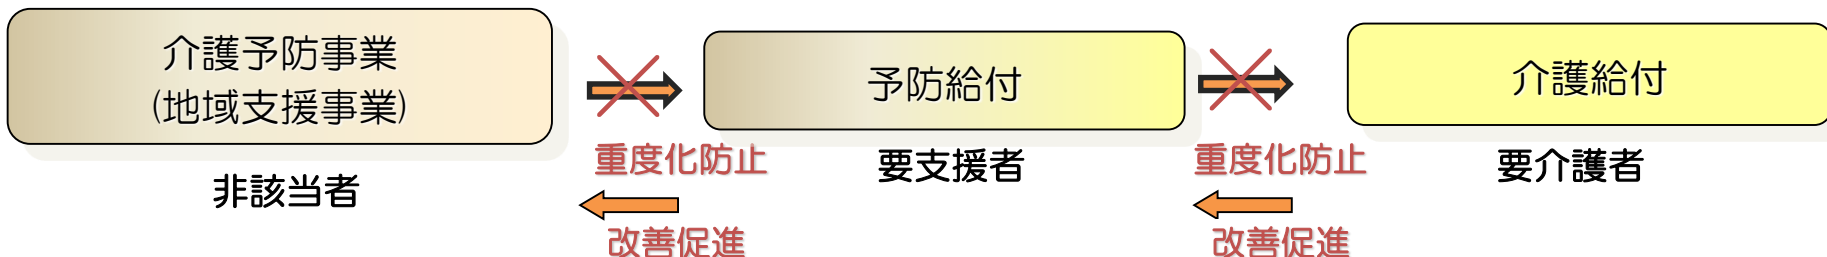 介護予防事業
(地域支援事業)
非該当者
重度化防止
改善促進
予防給付
要支援者
重度化防止
改善促進
介護給付
要介護者